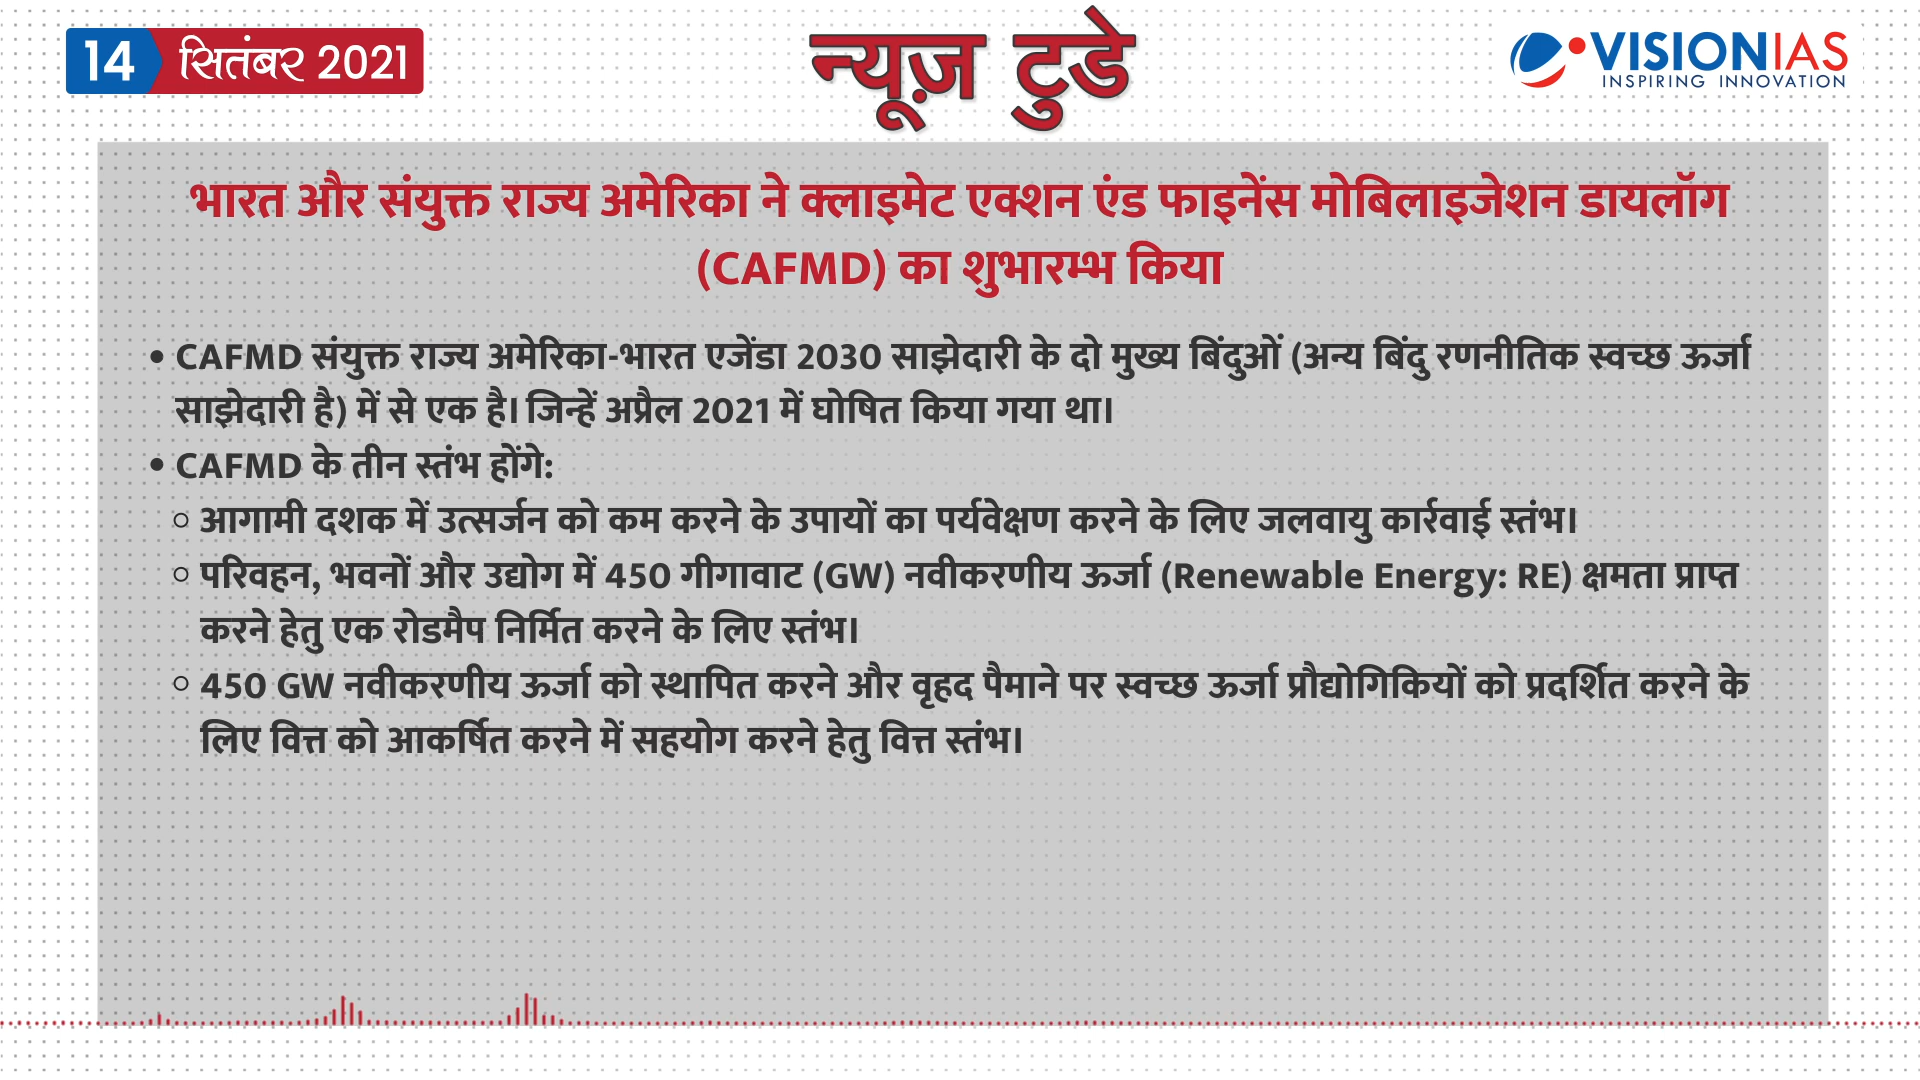 14 सितंबर 2021
न्यूज़ टुडे
VISIONIAS
INSPIRING INNOVATION
भारत और संयुक्त राज्य अमेरिका ने क्लाइमेट एक्शन एंड फाइनेंस मोबिलाइजेशन डायलॉग
(CAFMD) का शुभारम्भ किया
• CAFMD संयुक्त राज्य अमेरिका-भारत एजेंडा 2030 साझेदारी के दो मुख्य बिंदुओं (अन्य बिंदु रणनीतिक स्वच्छ ऊर्जा
साझेदारी है) में से एक है। जिन्हें अप्रैल 2021 में घोषित किया गया था।
• CAFMD के तीन स्तंभ होंगे:
○ आगामी दशक में उत्सर्जन को कम करने के उपायों का पर्यवेक्षण करने के लिए जलवायु कार्रवाई स्तंभ।
○ परिवहन, भवनों और उद्योग में 450 गीगावाट (GW) नवीकरणीय ऊर्जा (Renewable Energy: RE) क्षमता प्राप्त
करने हेतु एक रोडमैप निर्मित करने के लिए स्तंभ।
○ 450 GW नवीकरणीय ऊर्जा को स्थापित करने और वृहद पैमाने पर स्वच्छ ऊर्जा प्रौद्योगिकियों को प्रदर्शित करने के
लिए वित्त को आकर्षित करने में सहयोग करने हेतु वित्त स्तंभ।